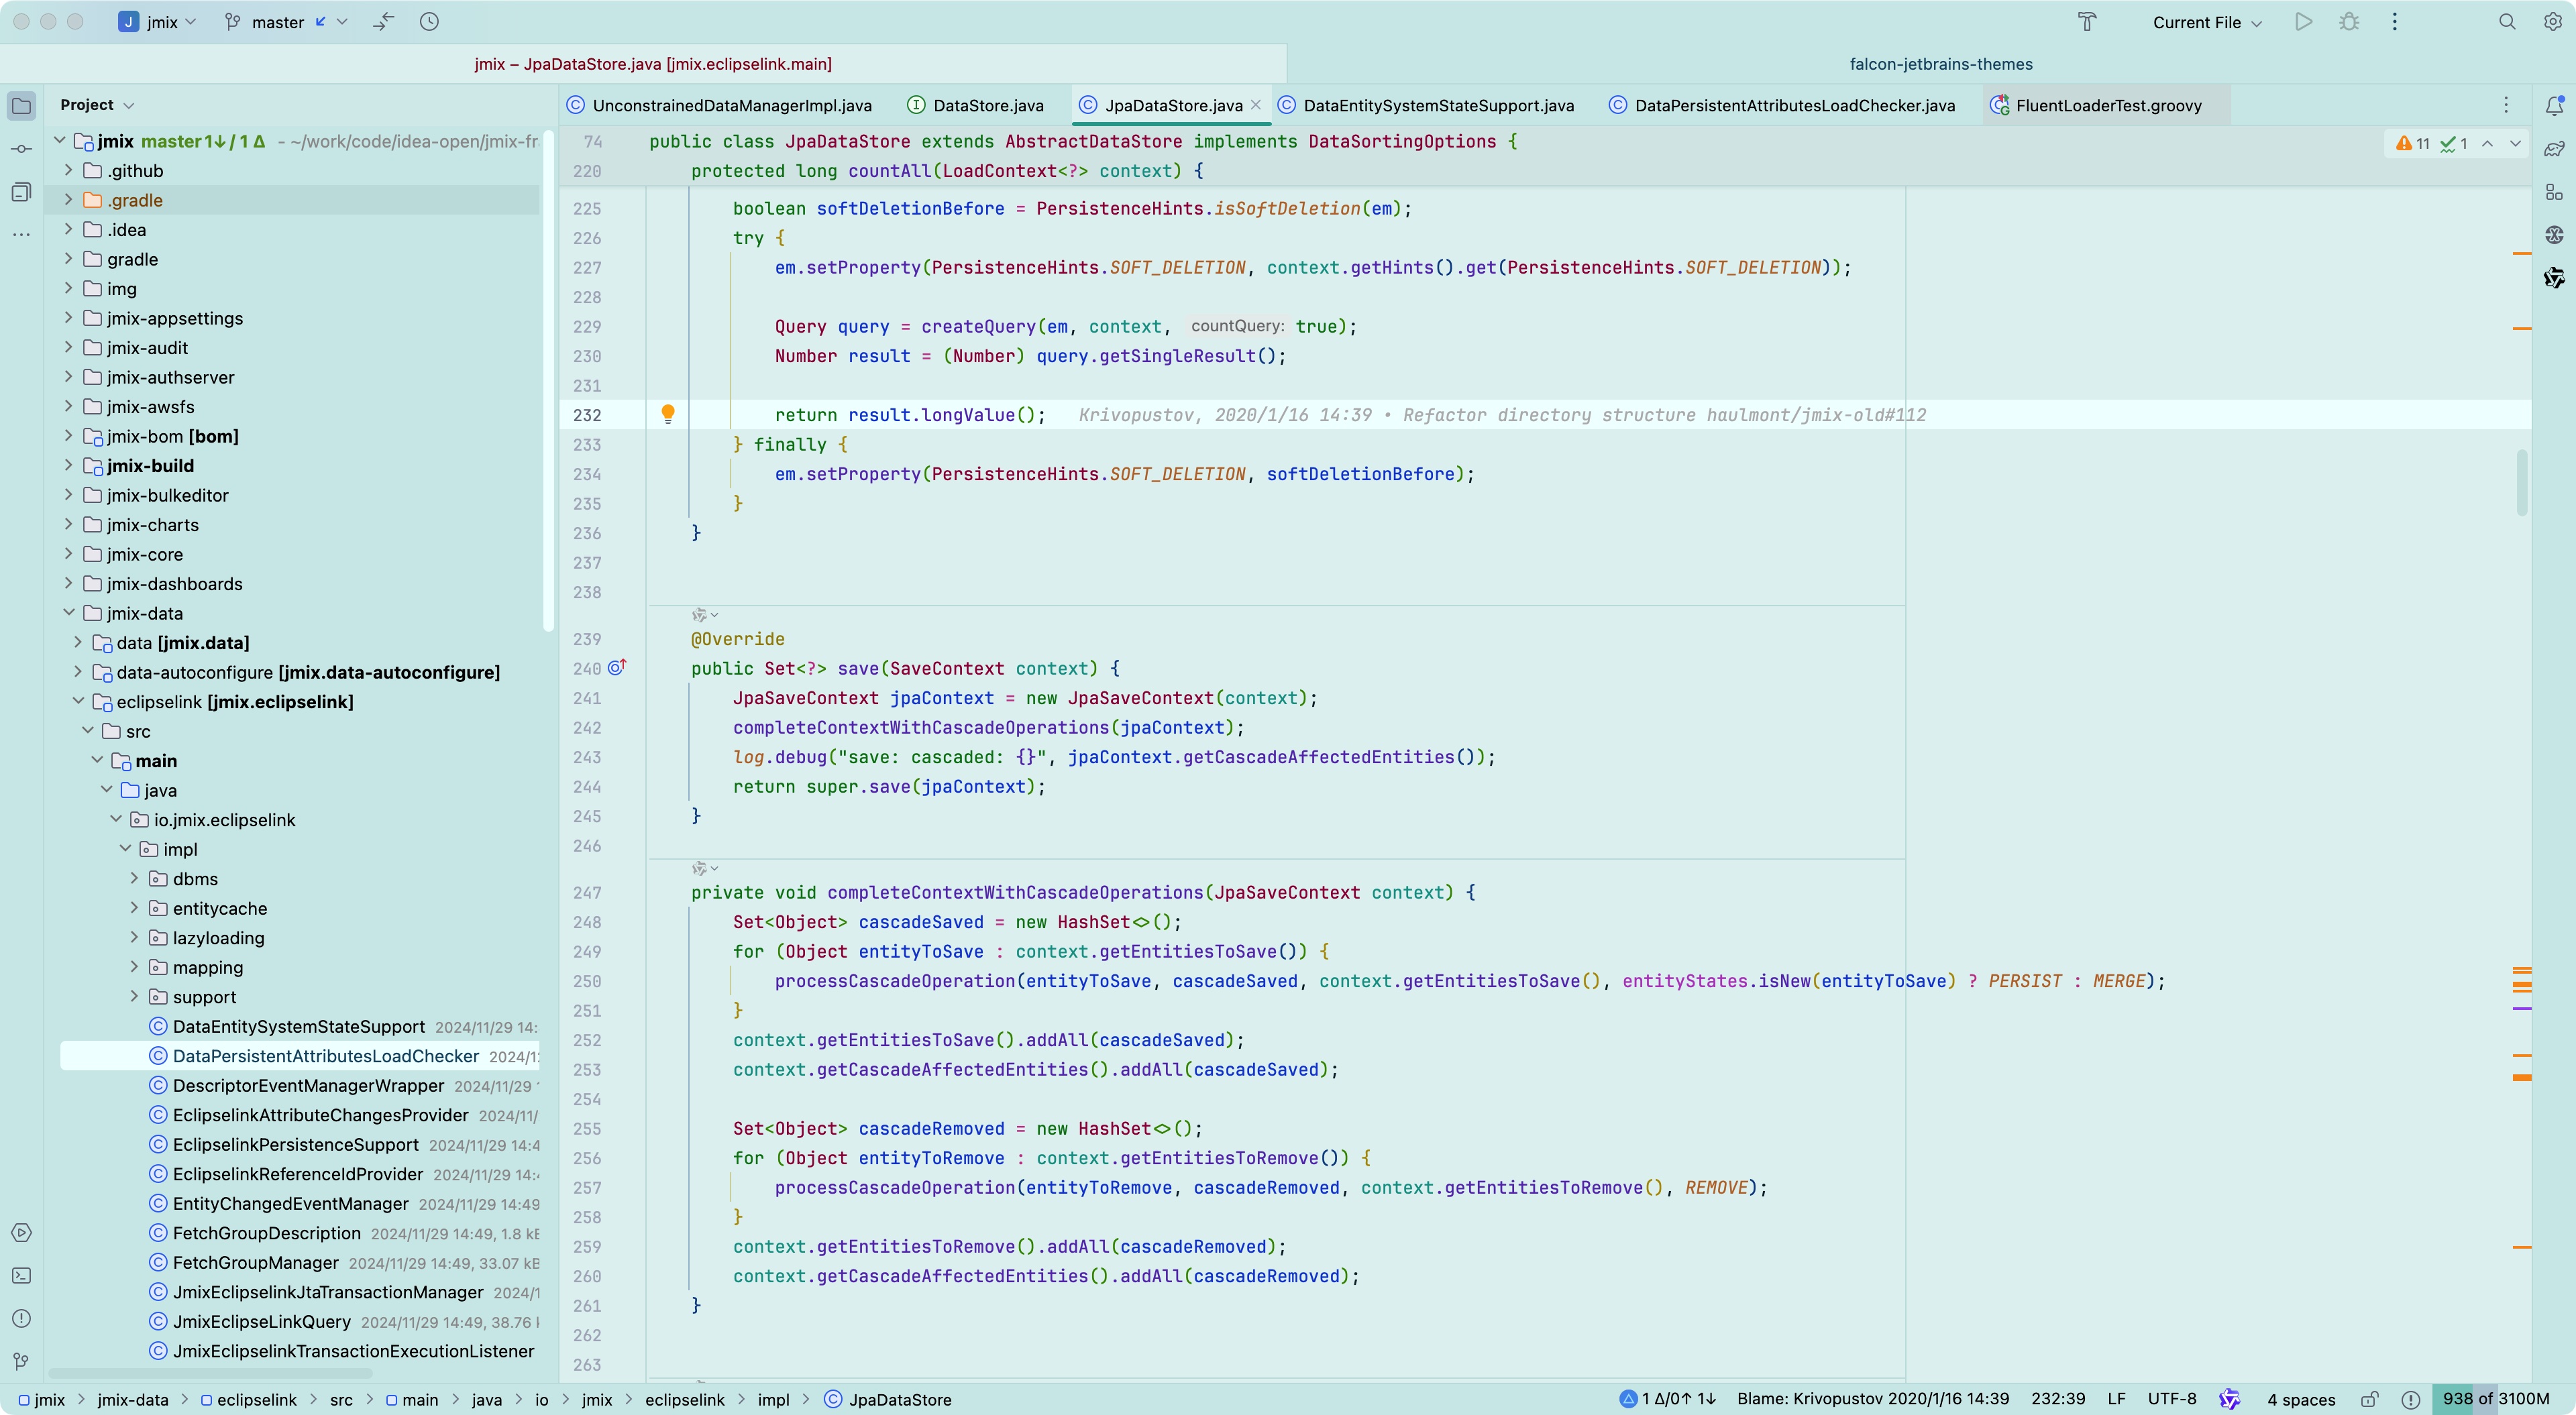 J jmix master Current File
jmix – JpaDataStore.java [jmix.eclipselink.main] falcon-jetbrains-themes
Project
jmix master 1↓ / 1 Δ - ~/work/code/idea-open/jmix-fr
.github
.gradle
.idea
gradle
img
jmix-appsettings
jmix-audit
jmix-authserver
jmix-awsfs
jmix-bom [bom]
jmix-build
jmix-bulkeditor
jmix-charts
jmix-core
jmix-dashboards
jmix-data
data [jmix.data]
data-autoconfigure [jmix.data-autoconfigure]
eclipselink [jmix.eclipselink]
src
main
java
io.jmix.eclipselink
impl
dbms
entitycache
lazyloading
mapping
support
DataEntitySystemStateSupport 2024/11/29 14:
DataPersistentAttributesLoadChecker 2024/1
DescriptorEventManagerWrapper 2024/11/29
EclipselinkAttributeChangesProvider 2024/11/
EclipselinkPersistenceSupport 2024/11/29 14:4
EclipselinkReferenceIdProvider 2024/11/29 14:
EntityChangedEventManager 2024/11/29 14:49
FetchGroupDescription 2024/11/29 14:49, 1.8 kB
FetchGroupManager 2024/11/29 14:49, 33.07 kB
JmixEclipselinkJtaTransactionManager 2024/1
JmixEclipseLinkQuery 2024/11/29 14:49, 38.76
JmixEclipselinkTransactionExecutionListener
UnconstrainedDataManagerImpl.java DataStore.java JpaDataStore.java DataEntitySystemStateSupport.java DataPersistentAttributesLoadChecker.java FluentLoaderTest.groovy
74 public class JpaDataStore extends AbstractDataStore implements DataSortingOptions { 11 1
220 protected long countAll(LoadContext<?> context) {
225 boolean softDeletionBefore = PersistenceHints.isSoftDeletion(em);
226 try {
227 em.setProperty(PersistenceHints.SOFT_DELETION, context.getHints().get(PersistenceHints.SOFT_DELETION));
228
229 Query query = createQuery(em, context, countQuery: true);
230 Number result = (Number) query.getSingleResult();
231
232 return result.longValue(); Krivopustov, 2020/1/16 14:39 • Refactor directory structure haulmont/jmix-old#112
233 } finally {
234 em.setProperty(PersistenceHints.SOFT_DELETION, softDeletionBefore);
235 }
236 }
237
238
239 @Override
240 public Set<?> save(SaveContext context) {
241 JpaSaveContext jpaContext = new JpaSaveContext(context);
242 completeContextWithCascadeOperations(jpaContext);
243 log.debug("save: cascaded: {}", jpaContext.getCascadeAffectedEntities());
244 return super.save(jpaContext);
245 }
246
247 private void completeContextWithCascadeOperations(JpaSaveContext context) {
248 Set<Object> cascadeSaved = new HashSet<>();
249 for (Object entityToSave : context.getEntitiesToSave()) {
250 processCascadeOperation(entityToSave, cascadeSaved, context.getEntitiesToSave(), entityStates.isNew(entityToSave) ? PERSIST : MERGE);
251 }
252 context.getEntitiesToSave().addAll(cascadeSaved);
253 context.getCascadeAffectedEntities().addAll(cascadeSaved);
254
255 Set<Object> cascadeRemoved = new HashSet<>();
256 for (Object entityToRemove : context.getEntitiesToRemove()) {
257 processCascadeOperation(entityToRemove, cascadeRemoved, context.getEntitiesToRemove(), REMOVE);
258 }
259 context.getEntitiesToRemove().addAll(cascadeRemoved);
260 context.getCascadeAffectedEntities().addAll(cascadeRemoved);
261 }
262
263
jmix > jmix-data > eclipselink > src > main > java > io > jmix > eclipselink > impl > JpaDataStore 1 Δ/0↑ 1↓ Blame: Krivopustov 2020/1/16 14:39 232:39 LF UTF-8 4 spaces 938 of 3100M